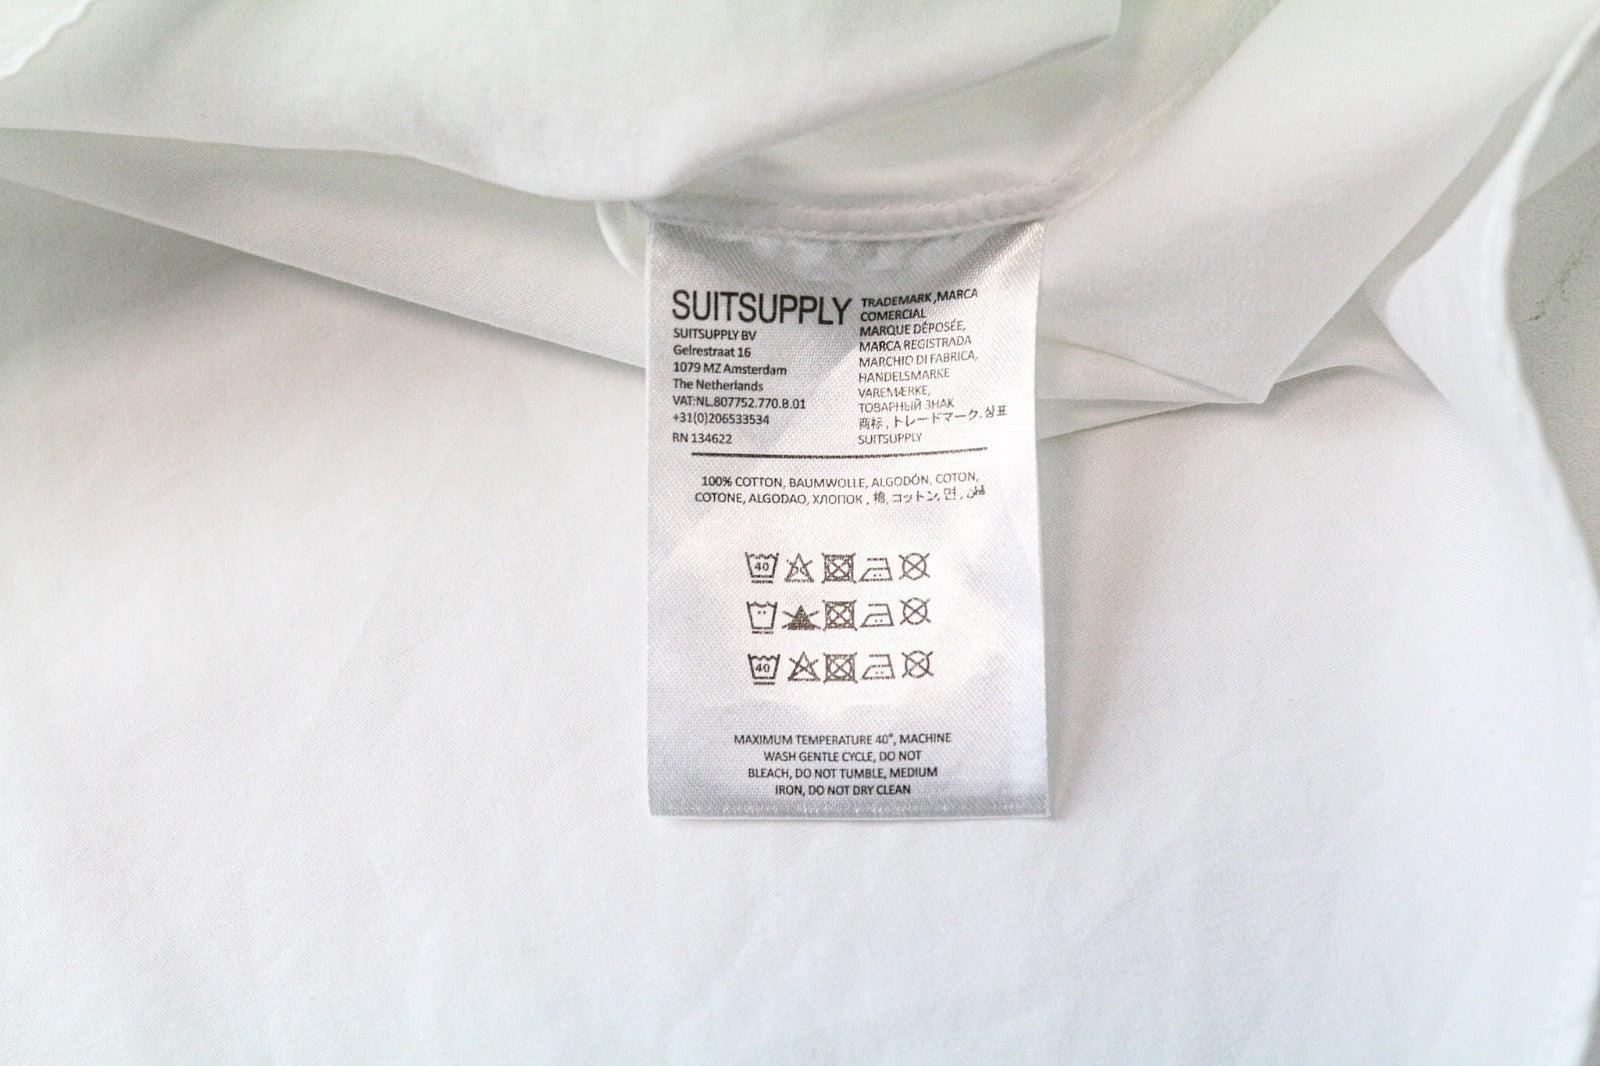 SUITSUPPLY
SUITSUPPLY BV
Gelrestraat 16
1079 MZ Amsterdam
The Netherlands
VAT:NL.807752.770.B.01
+31(0)206533534
RN 134622
TRADEMARK,MARCA
COMERCIAL
MARQUE DÉPOSÉE,
MARCA REGISTRADA
MARCHIO DI FABRICA,
HANDELSMARKE
VAREMÆRKE,
ТОВАРНЫЙ ЗНАК
商标, トレードマーク, 상표
SUITSUPPLY
100% COTTON, BAUMWOLLE, ALGODÓN, COTON,
COTONE, ALGODAO, ХЛОПОК, 棉, コットン, 면,
40
40
MAXIMUM TEMPERATURE 40°, MACHINE
WASH GENTLE CYCLE, DO NOT
BLEACH, DO NOT TUMBLE, MEDIUM
IRON, DO NOT DRY CLEAN